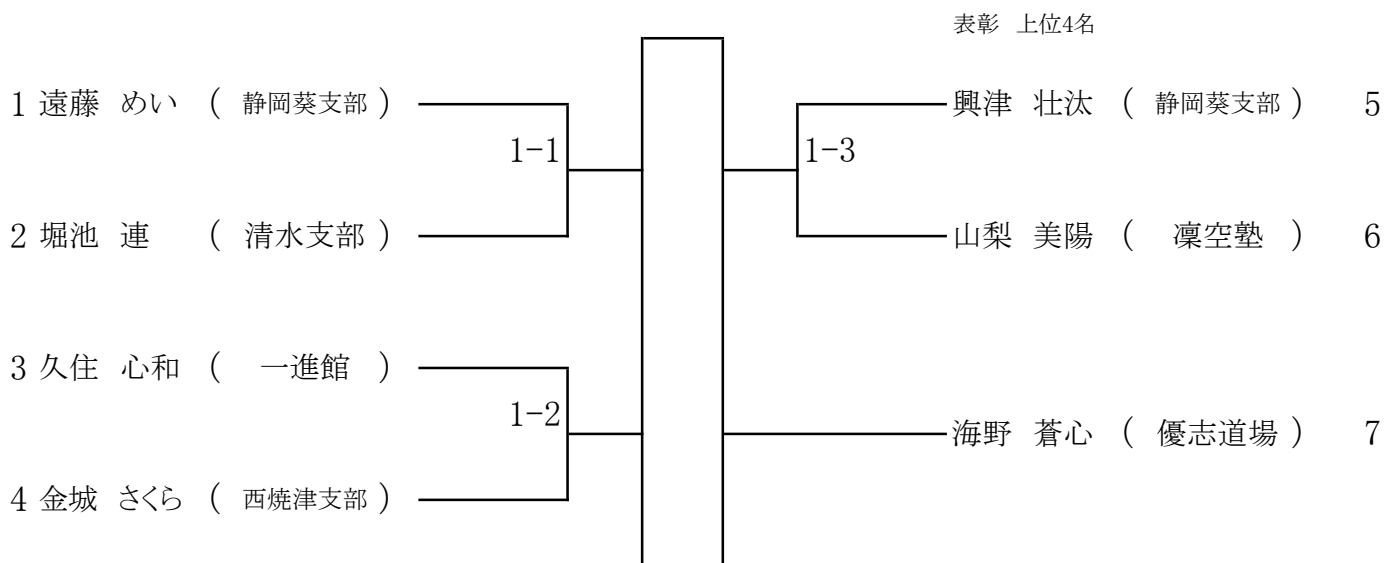 表彰 上位4名
1 遠藤 めい ( 静岡葵支部 )
1-1
2 堀池 連 ( 清水支部 )
3 久住 心和 ( 一進館 )
1-2
4 金城 さくら ( 西焼津支部 )
興津 壮汰 ( 静岡葵支部 ) 5
1-3
山梨 美陽 ( 凜空塾 ) 6
海野 蒼心 ( 優志道場 ) 7